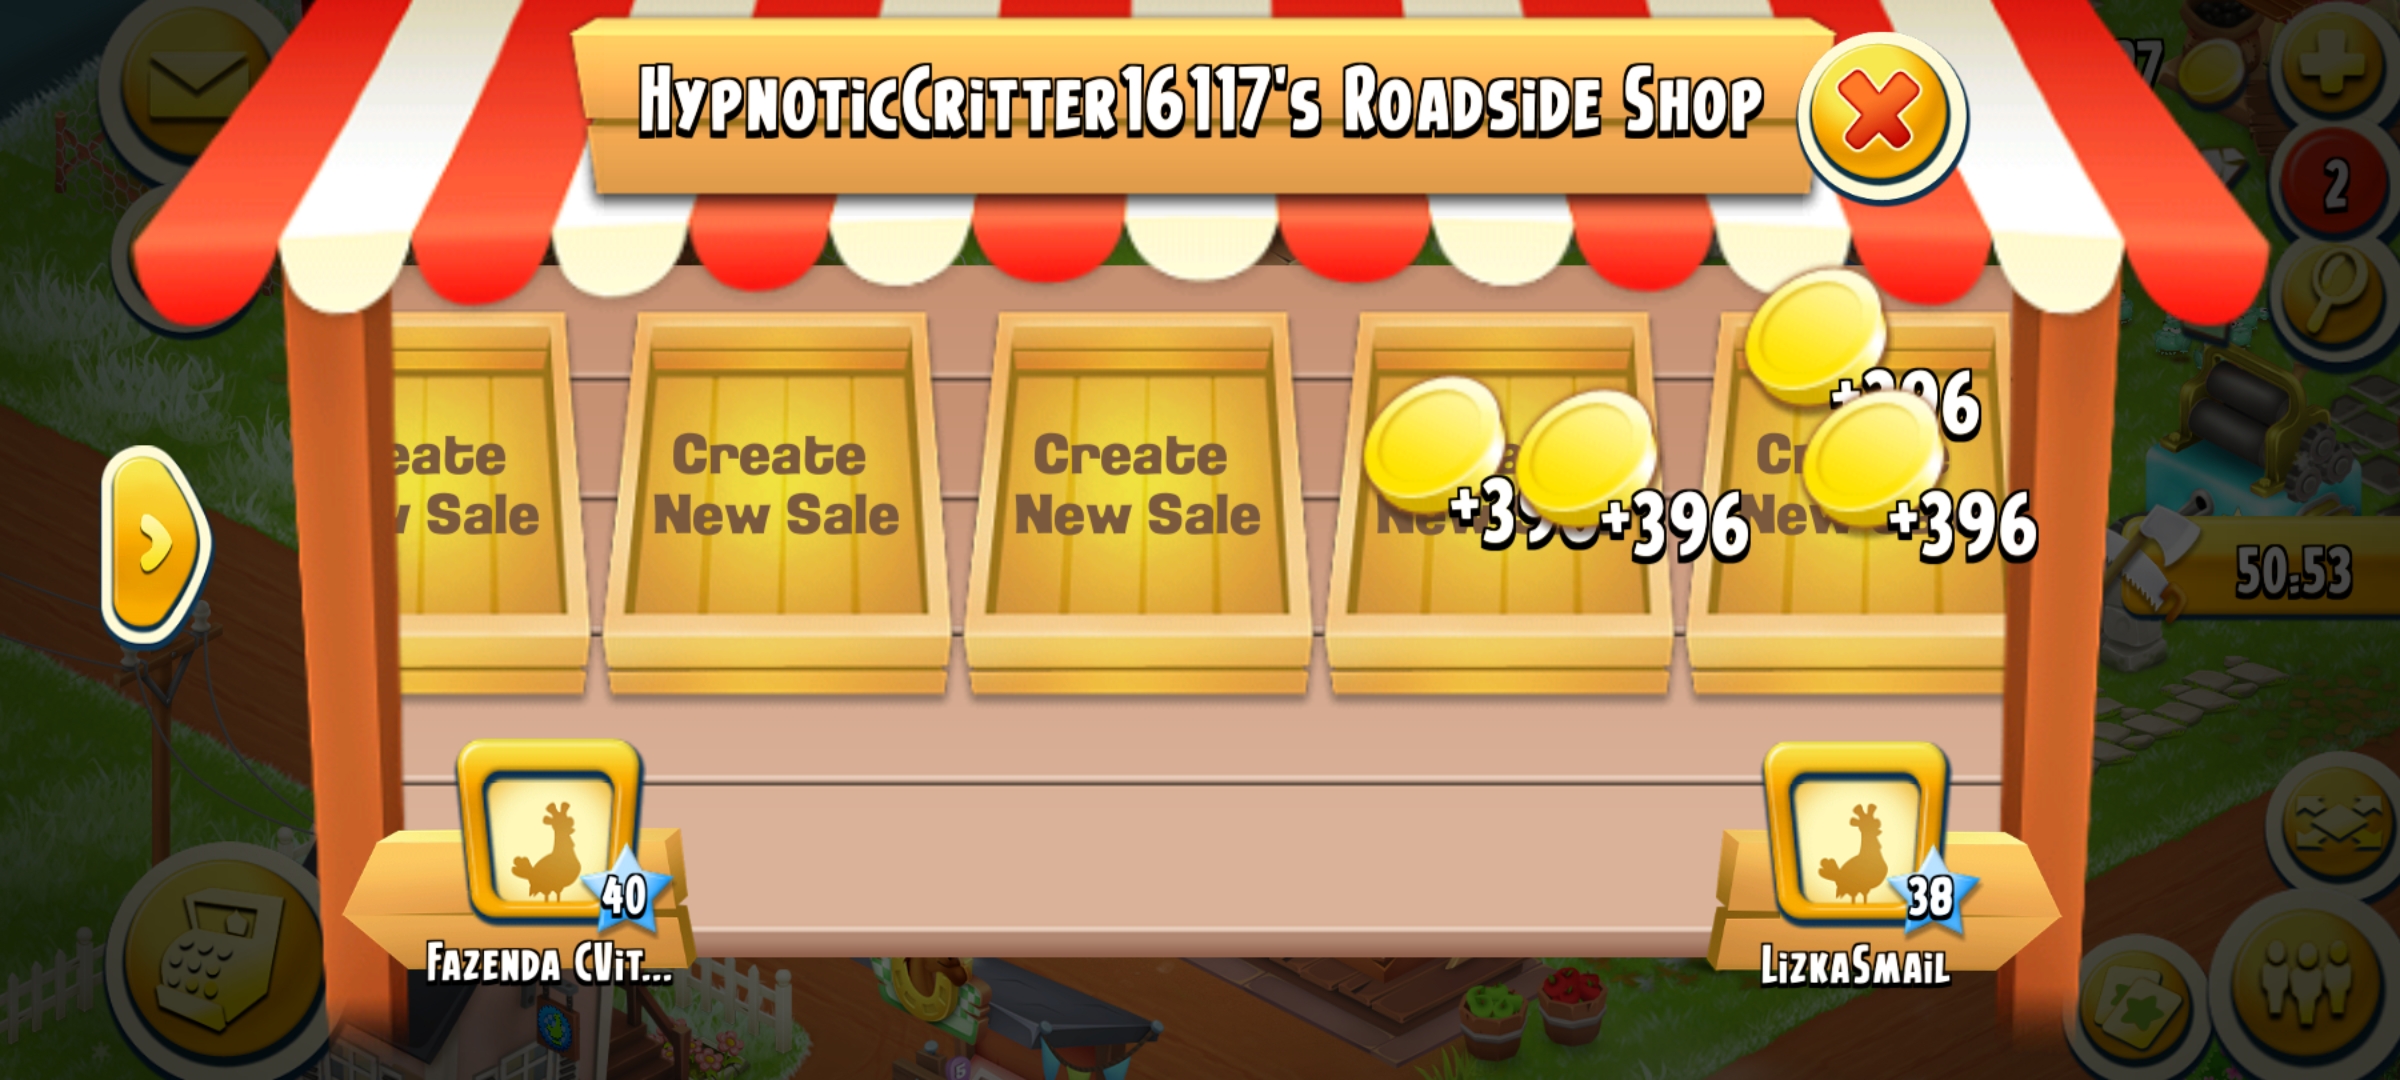 HypnoticCritter16117's Roadside Shop
2
Create
New Sale
Create
New Sale
Sale
+396
+396
50:53
40
Fazenda CVit...
38
LizkaSmail